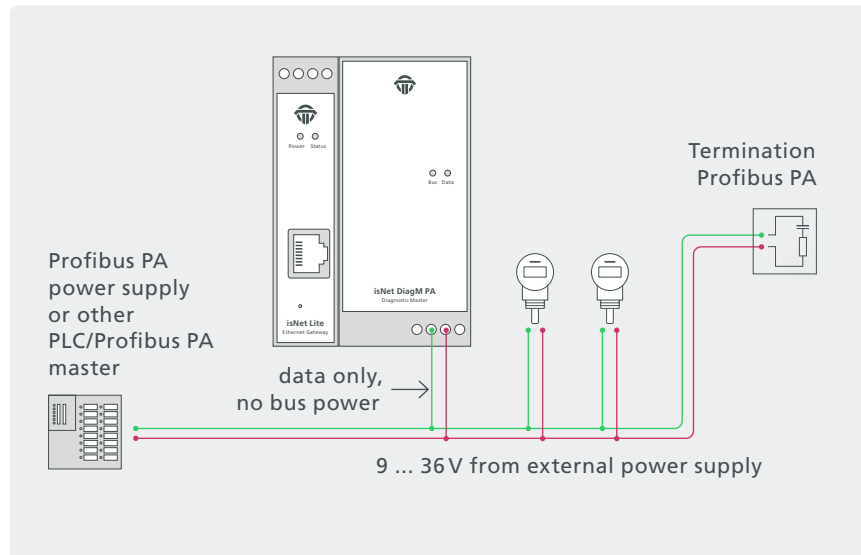 Power Status
Bus Data
isNet DiagM PA
Diagnostic Master
isNet Lite
Ethernet Gateway
Termination
Profibus PA
Profibus PA
power supply
or other
PLC/Profibus PA
master
data only,
no bus power
9 ... 36 V from external power supply